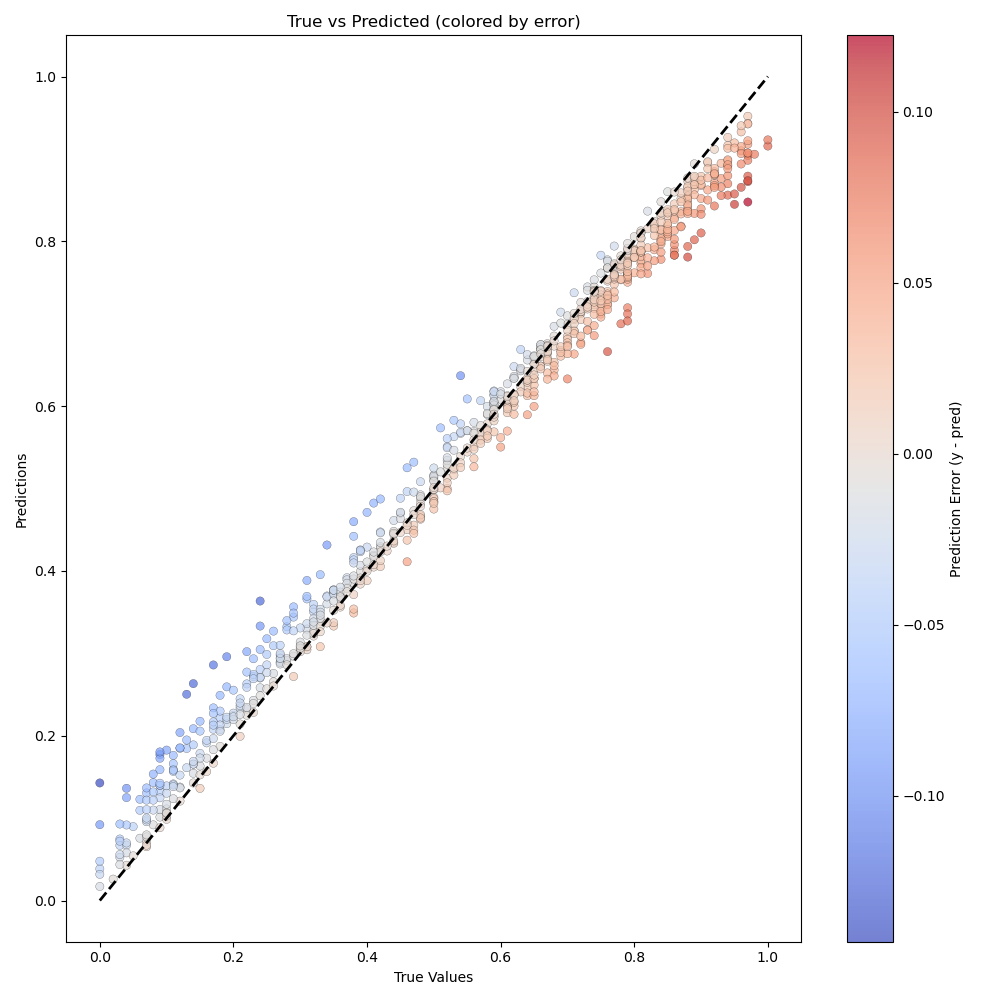 True vs Predicted (colored by error)
1.0
0.8
0.6
0.4
0.2
0.0
Predictions
0.0 0.2 0.4 0.6 0.8 1.0
True Values
0.10
0.05
0.00
−0.05
−0.10
Prediction Error (y - pred)